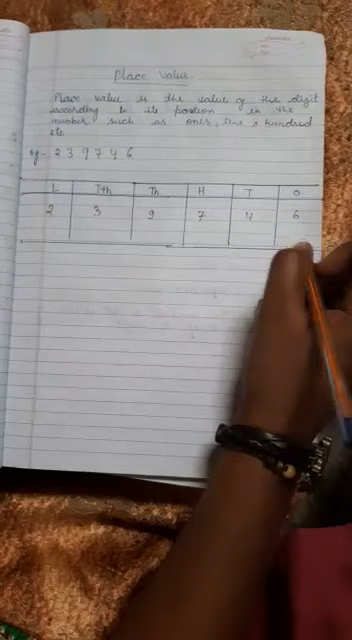 Place Value
Place value is the value of the digit
according to its position in the
number such as ones, tens hundred
etc
eg- 2 3 9 7 4 6
L T-th Th H T O
2 3 9 7 4 6